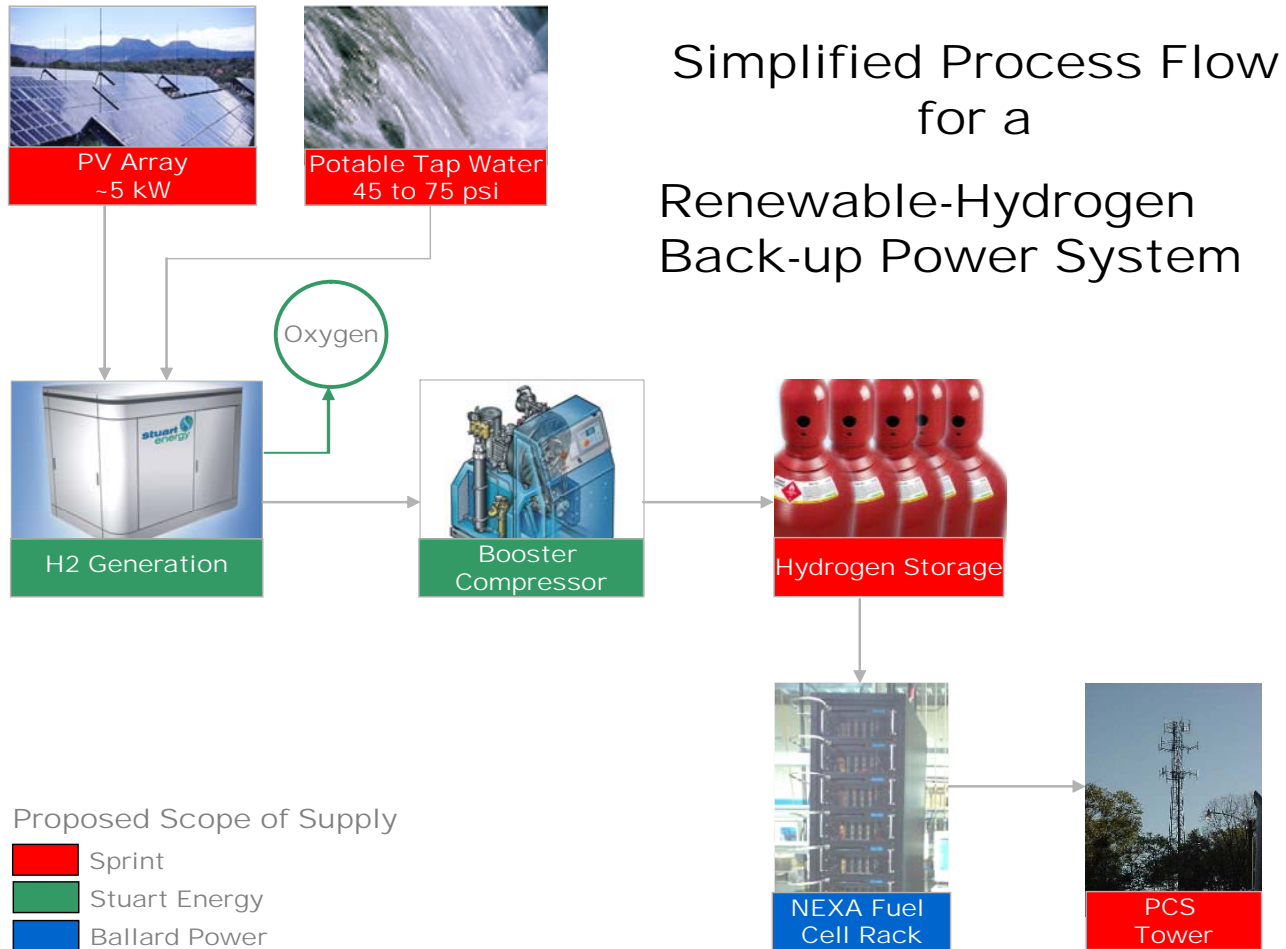 Simplified Process Flow
for a
Renewable-Hydrogen
Back-up Power System
PV Array
~5 kW
Potable Tap Water
45 to 75 psi
Oxygen
stuart
energy
H2 Generation
Booster
Compressor
Hydrogen Storage
NEXA Fuel
Cell Rack
PCS
Tower
Proposed Scope of Supply
Sprint
Stuart Energy
Ballard Power